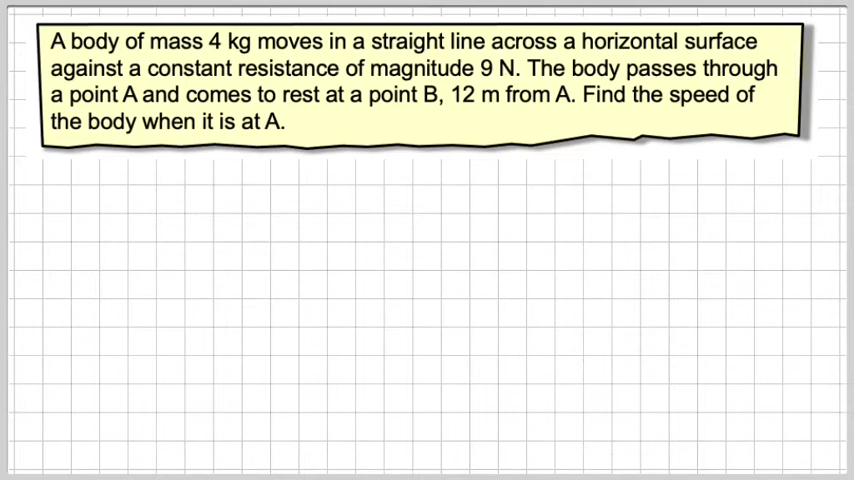 A body of mass 4 kg moves in a straight line across a horizontal surface
against a constant resistance of magnitude 9 N. The body passes through
a point A and comes to rest at a point B, 12 m from A. Find the speed of
the body when it is at A.